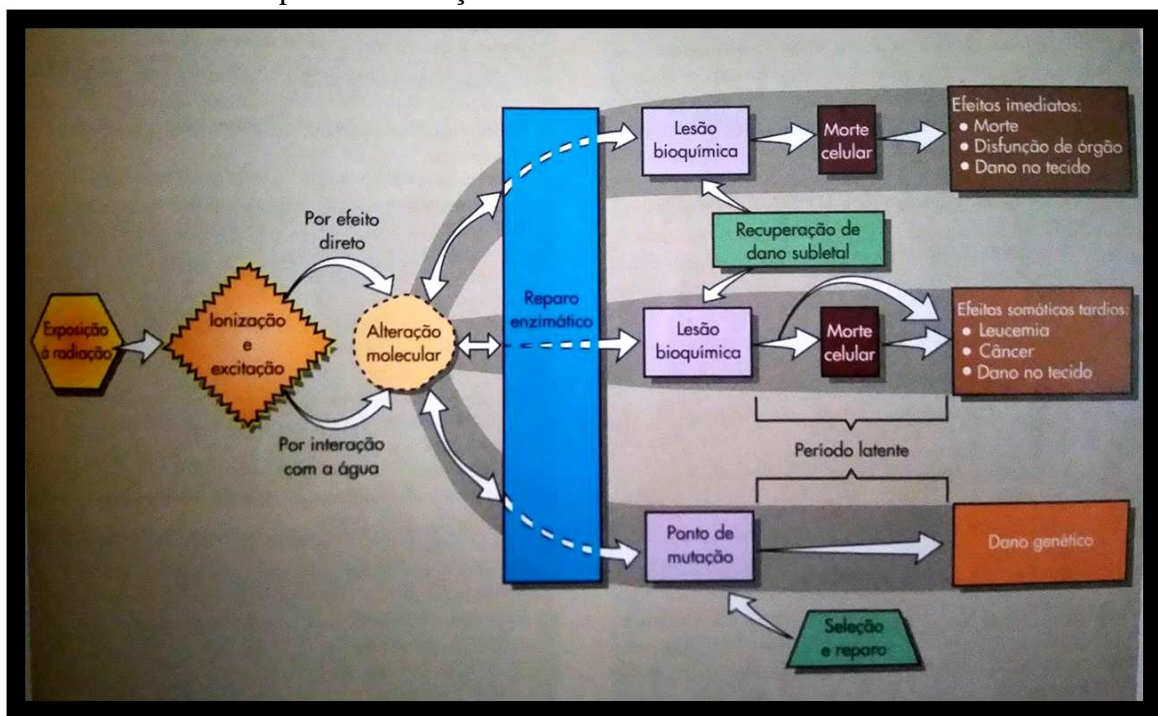 Exposição
à radiação
Ionização
e
excitação
Por efeito
direto
Por interação
com a água
Alteração
molecular
Reparo
enzimático
Lesão
bioquímica
Morte
celular
Efeitos imediatos:
• Morte
• Disfunção de órgão
• Dano no tecido
Recuperação de
dano subletal
Lesão
bioquímica
Morte
celular
Efeitos somáticos tardios:
• Leucemia
• Câncer
• Dano no tecido
Período latente
Ponto de
mutação
Dano genético
Seleção
e reparo